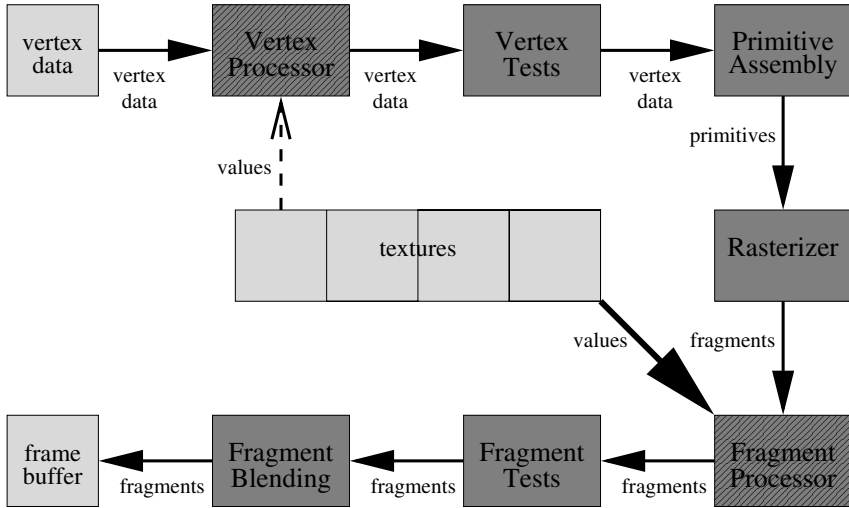 vertex
data
vertex
data
Vertex
Processor
vertex
data
Vertex
Tests
vertex
data
Primitive
Assembly
primitives
values
textures
Rasterizer
values
fragments
frame
buffer
fragments
Fragment
Blending
fragments
Fragment
Tests
fragments
Fragment
Processor